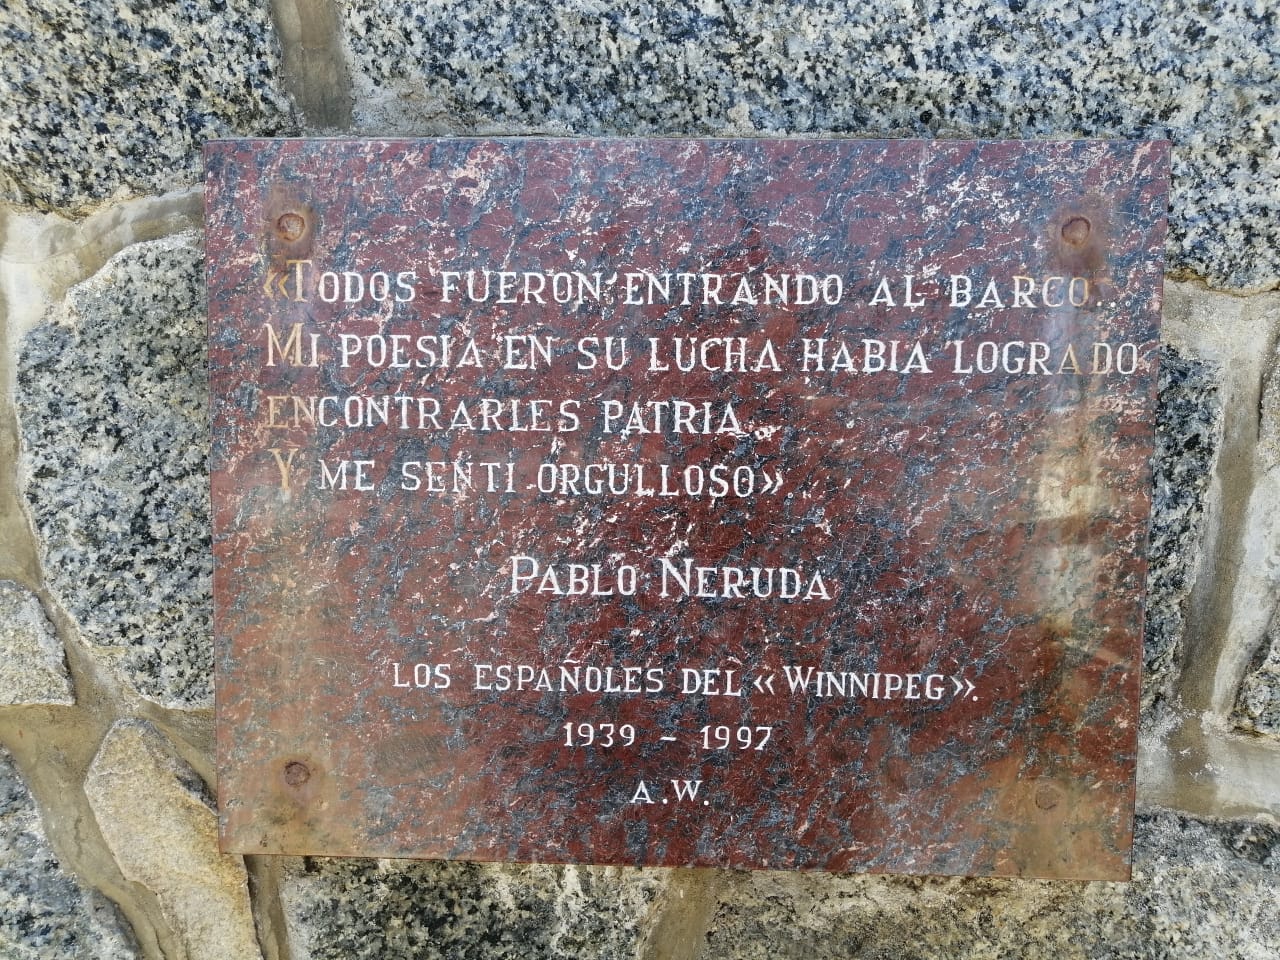 «TODOS FUERON ENTRANDO AL BARCO.
MI POESIA EN SU LUCHA HABIA LOGRADO
ENCONTRARLES PATRIA.
Y ME SENTI ORGULLOSO».
PABLO NERUDA
LOS ESPAÑOLES DEL «WINNIPEG».
1939 - 1997
A.W.